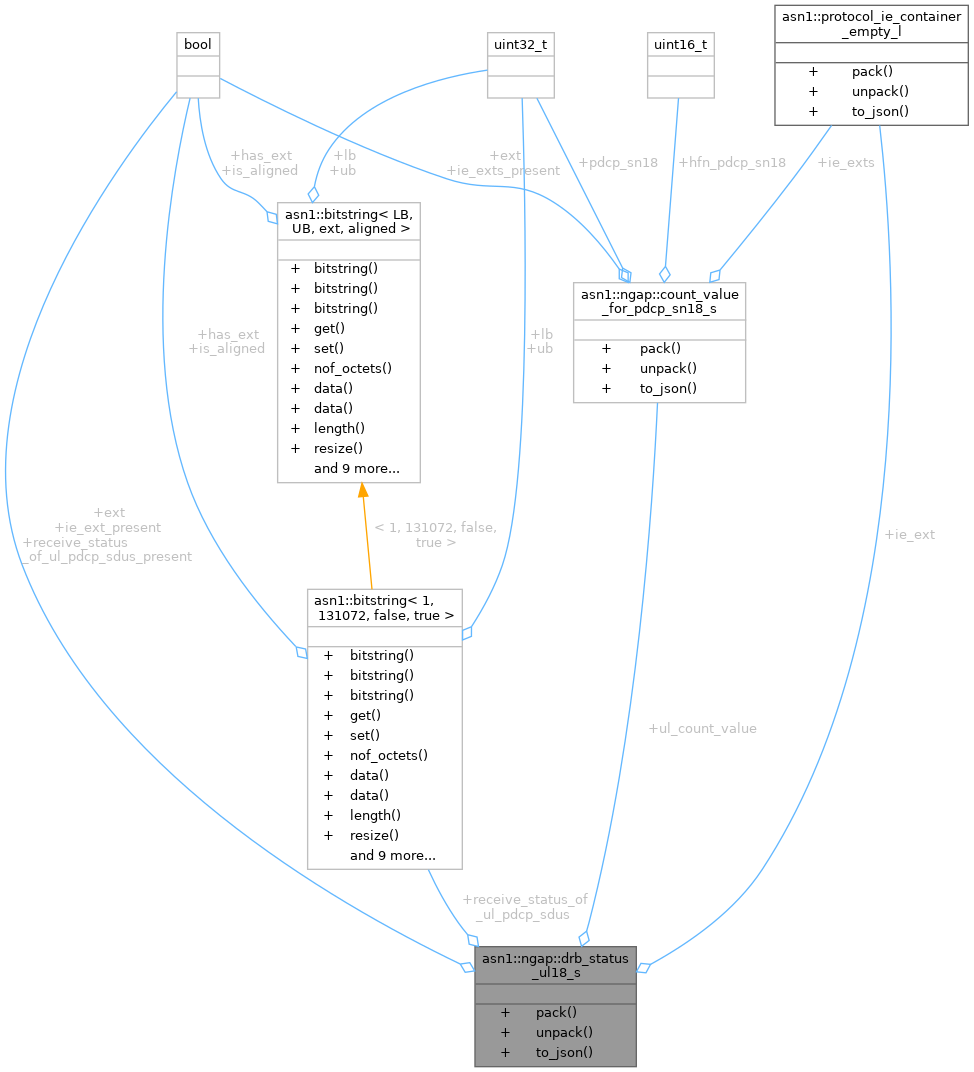 asn1::protocol_ie_container
_empty_l
+ pack()
+ unpack()
+ to_json()
bool
uint32_t
uint16_t
+has_ext
+is_aligned
+lb
+ub
+ext
+ie_exts_present
+pdcp_sn18
+hfn_pdcp_sn18
+ie_exts
asn1::bitstring< LB,
UB, ext, aligned >
+ bitstring()
+ bitstring()
+ bitstring()
+ get()
+ set()
+ nof_octets()
+ data()
+ data()
+ length()
+ resize()
and 9 more...
asn1::ngap::count_value
_for_pdcp_sn18_s
+ pack()
+ unpack()
+ to_json()
+has_ext
+is_aligned
+lb
+ub
+ext
+ie_ext_present
+receive_status
_of_ul_pdcp_sdus_present
< 1, 131072, false,
true >
+ie_ext
asn1::bitstring< 1,
131072, false, true >
+ bitstring()
+ bitstring()
+ bitstring()
+ get()
+ set()
+ nof_octets()
+ data()
+ data()
+ length()
+ resize()
and 9 more...
+ul_count_value
+receive_status_of
_ul_pdcp_sdus
asn1::ngap::drb_status
_ul18_s
+ pack()
+ unpack()
+ to_json()